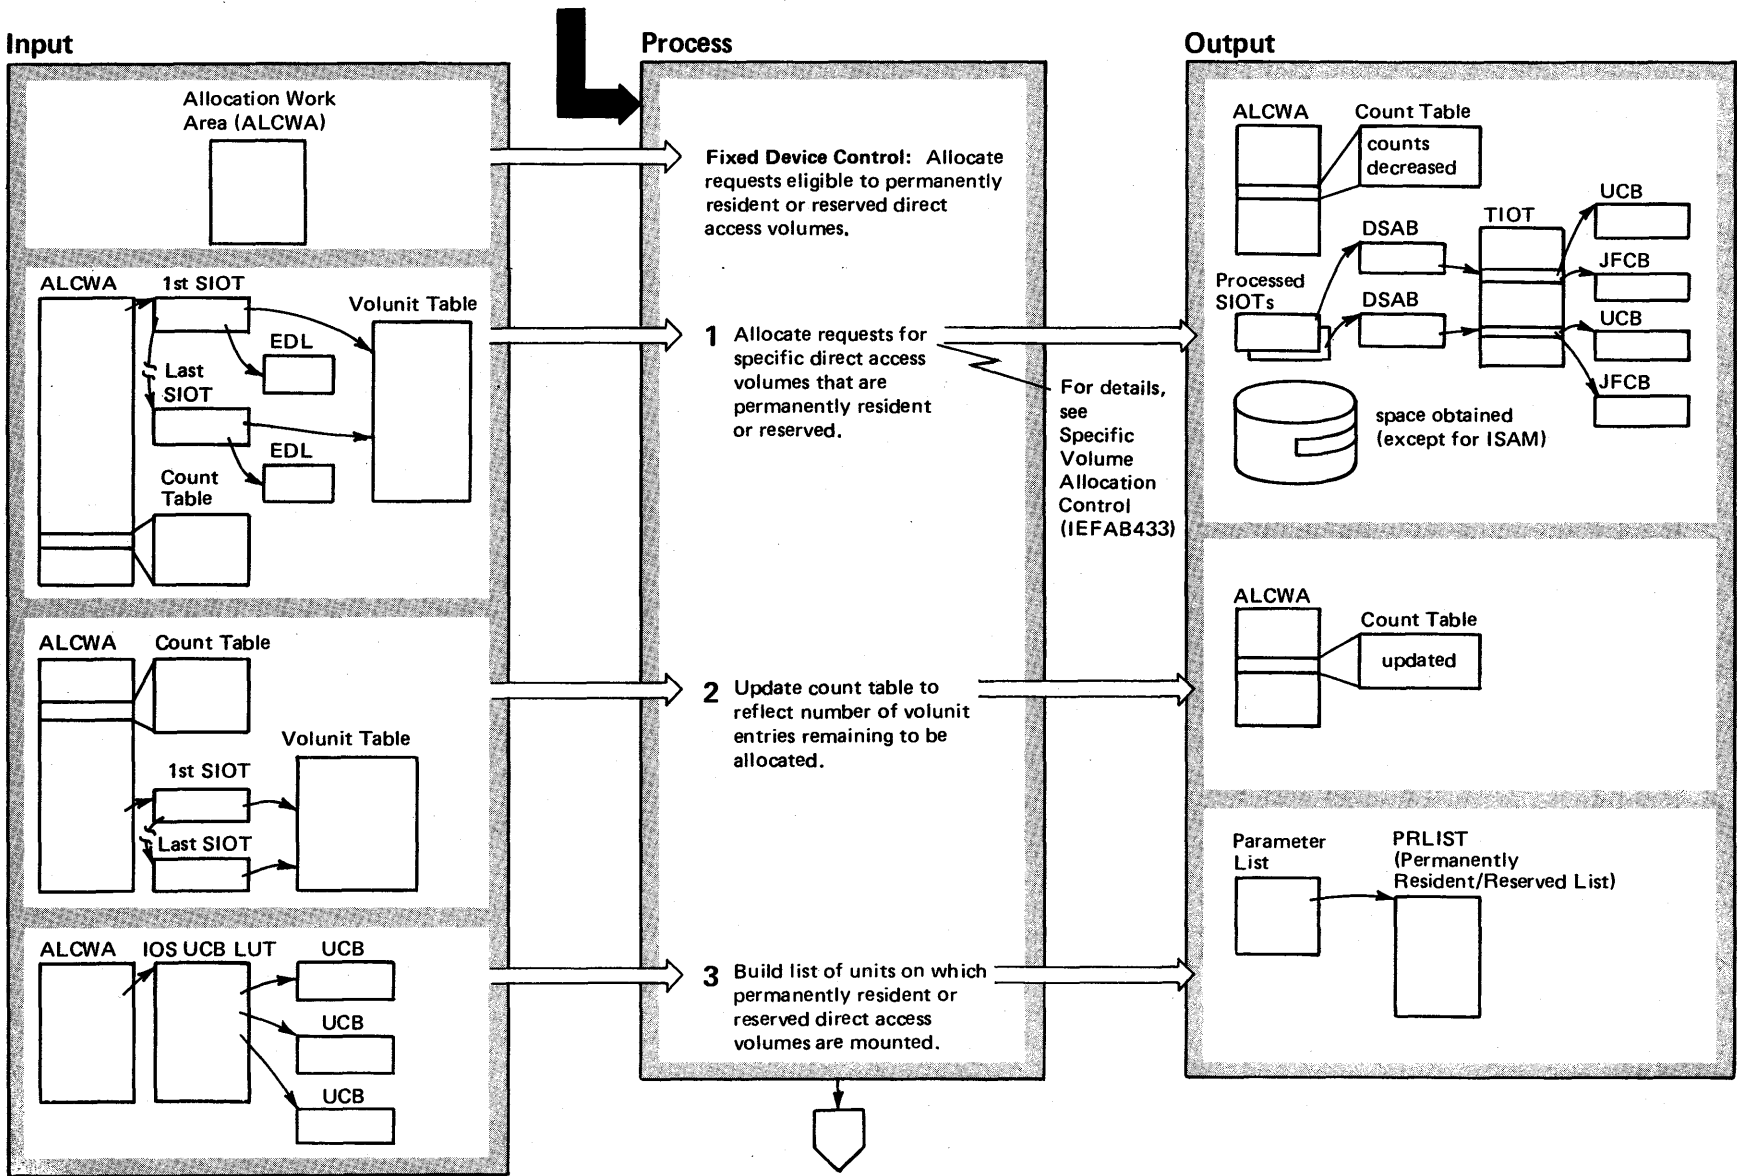 Input
Allocation Work
Area (ALCWA)
ALCWA
1st SIOT
Volunit Table
EDL
Last
SIOT
EDL
Count
Table
ALCWA
Count Table
Volunit Table
1st SIOT
Last SIOT
ALCWA
IOS UCB LUT
UCB
UCB
UCB
Process
Fixed Device Control: Allocate
requests eligible to permanently
resident or reserved direct
access volumes.
1 Allocate requests for
specific direct access
volumes that are
permanently resident
or reserved.
For details,
see
Specific
Volume
Allocation
Control
(IEFAB433)
2 Update count table to
reflect number of volunit
entries remaining to be
allocated.
3 Build list of units on which
permanently resident or
reserved direct access
volumes are mounted.
Output
ALCWA
Count Table
counts
decreased
UCB
DSAB
TIOT
JFCB
Processed
SIOTs
DSAB
UCB
JFCB
space obtained
(except for ISAM)
ALCWA
Count Table
updated
Parameter
List
PRLIST
(Permanently
Resident/Reserved List)